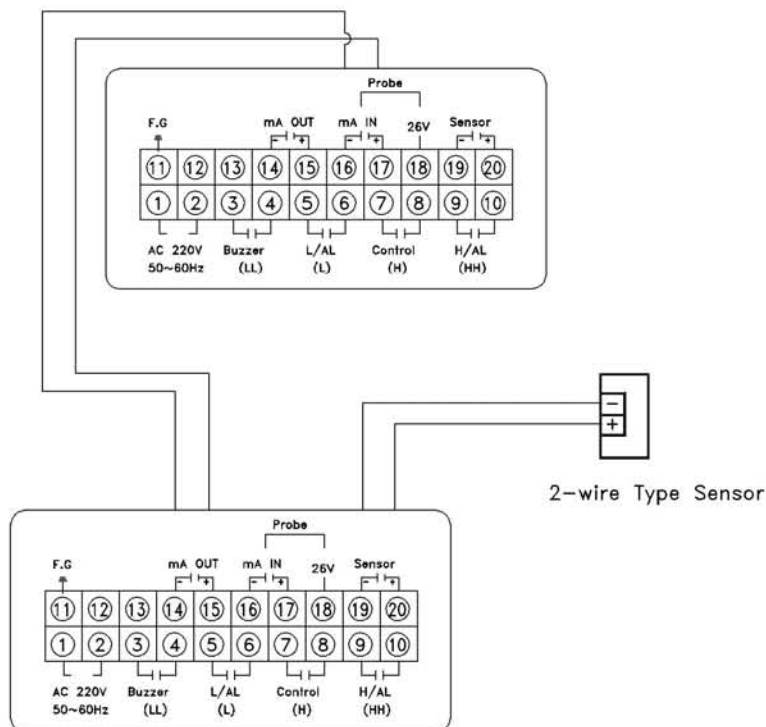 Probe
F.G mA OUT mA IN 26V Sensor
- + - + - +
11 12 13 14 15 16 17 18 19 20
1 2 3 4 5 6 7 8 9 10
AC 220V Buzzer L/AL Control H/AL
50~60Hz (LL) (L) (H) (HH)
-
+
2-wire Type Sensor
Probe
F.G mA OUT mA IN 26V Sensor
- + - + - +
11 12 13 14 15 16 17 18 19 20
1 2 3 4 5 6 7 8 9 10
AC 220V Buzzer L/AL Control H/AL
50~60Hz (LL) (L) (H) (HH)